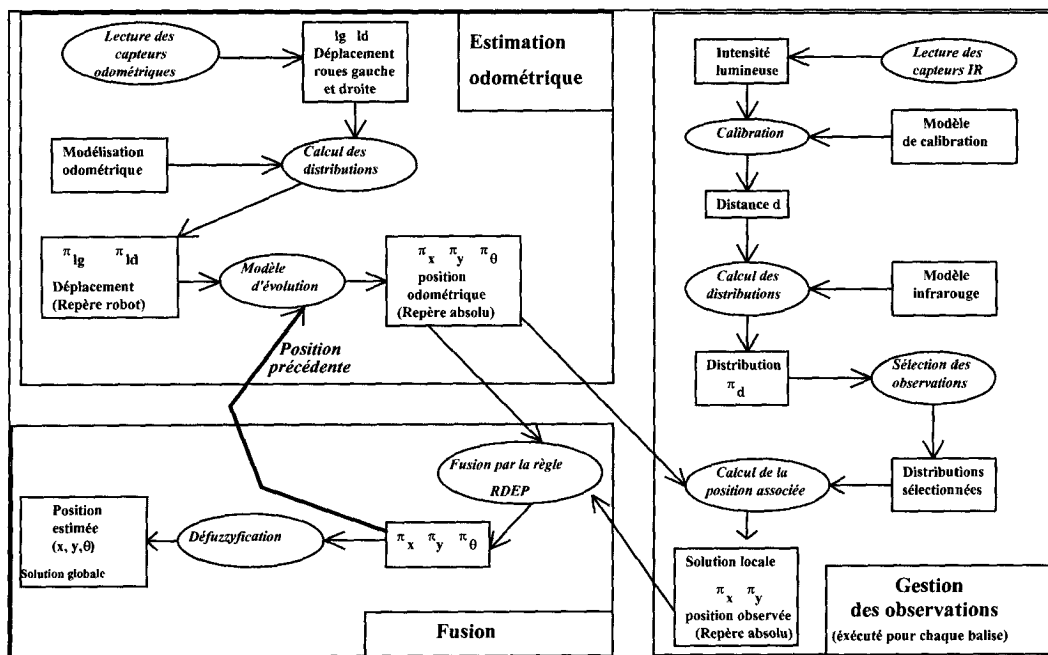 Lecture des
capteurs
odométriques
lg ld
Déplacement
roues gauche
et droite
Estimation
odométrique
Modélisation
odométrique
Calcul des
distributions
π lg π ld
Déplacement
(Repère robot)
Modèle
d'évolution
π x π y π θ
position
odométrique
(Repère absolu)
Position
précédente
Fusion par la règle
RDEP
Position
estimée
(x, y,θ)
Solution globale
Défuzzyfication
π x π y π θ
Fusion
Intensité
lumineuse
Lecture des
capteurs IR
Calibration
Modèle
de calibration
Distance d
Calcul des
distributions
Modèle
infrarouge
Distribution
π d
Sélection des
observations
Calcul de la
position associée
Distributions
sélectionnées
Solution locale
π x π y
position observée
(Repère absolu)
Gestion
des observations
(éxécuté pour chaque balise)